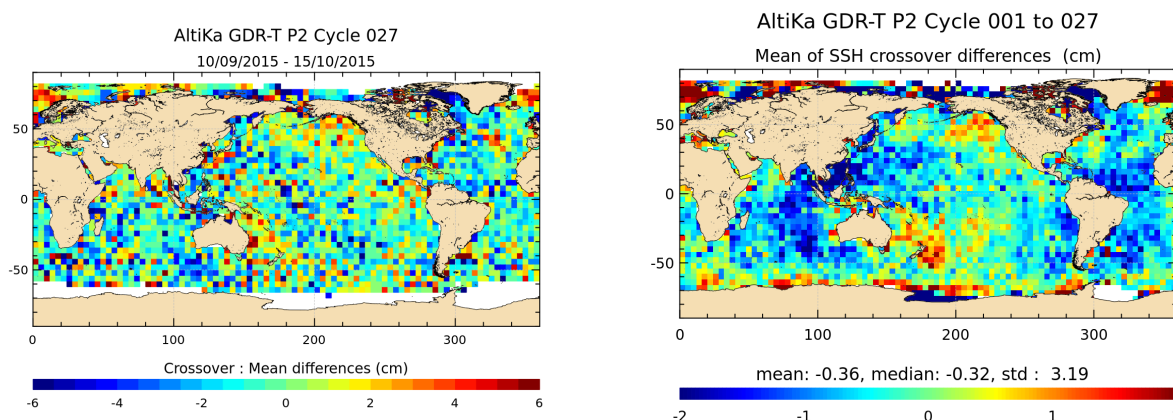 AltiKa GDR-T P2 Cycle 027
10/09/2015 - 15/10/2015
50
0
-50
0 100 200 300
Crossover : Mean differences (cm)
-6 -4 -2 0 2 4 6
AltiKa GDR-T P2 Cycle 001 to 027
Mean of SSH crossover differences (cm)
50
0
-50
0 100 200 300
mean: -0.36, median: -0.32, std : 3.19
-2 -1 0 1